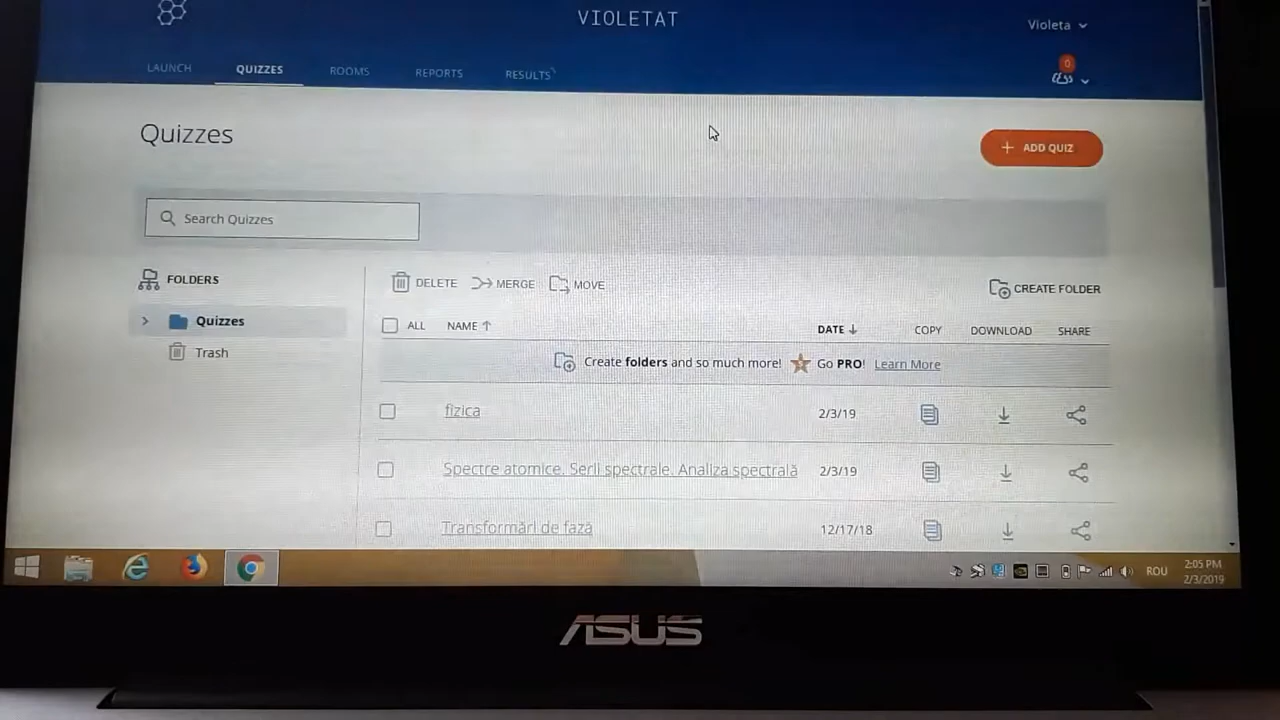 VIOLETAT
Violeta
LAUNCH QUIZZES ROOMS REPORTS RESULTS
0
Quizzes
+ ADD QUIZ
Search Quizzes
FOLDERS
DELETE MERGE MOVE
CREATE FOLDER
Quizzes
Trash
ALL NAME DATE COPY DOWNLOAD SHARE
Create folders and so much more! Go PRO! Learn More
fizica 2/3/19
Spectre atomice. Serii spectrale. Analiza spectrală 2/3/19
Transformări de fază 12/17/18
ROU
2:05 PM
2/3/2019
ASUS